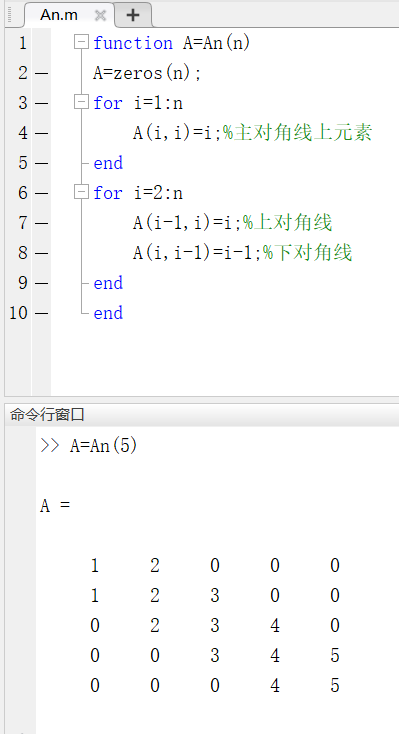 An.m
1 function A=An(n)
2 — A=zeros(n);
3 — for i=1:n
4 — A(i,i)=i;%主对角线上元素
5 — end
6 — for i=2:n
7 — A(i-1,i)=i;%上对角线
8 — A(i,i-1)=i-1;%下对角线
9 — end
10 — end
命令行窗口
>> A=An(5)
A =
1 2 0 0 0
1 2 3 0 0
0 2 3 4 0
0 0 3 4 5
0 0 0 4 5